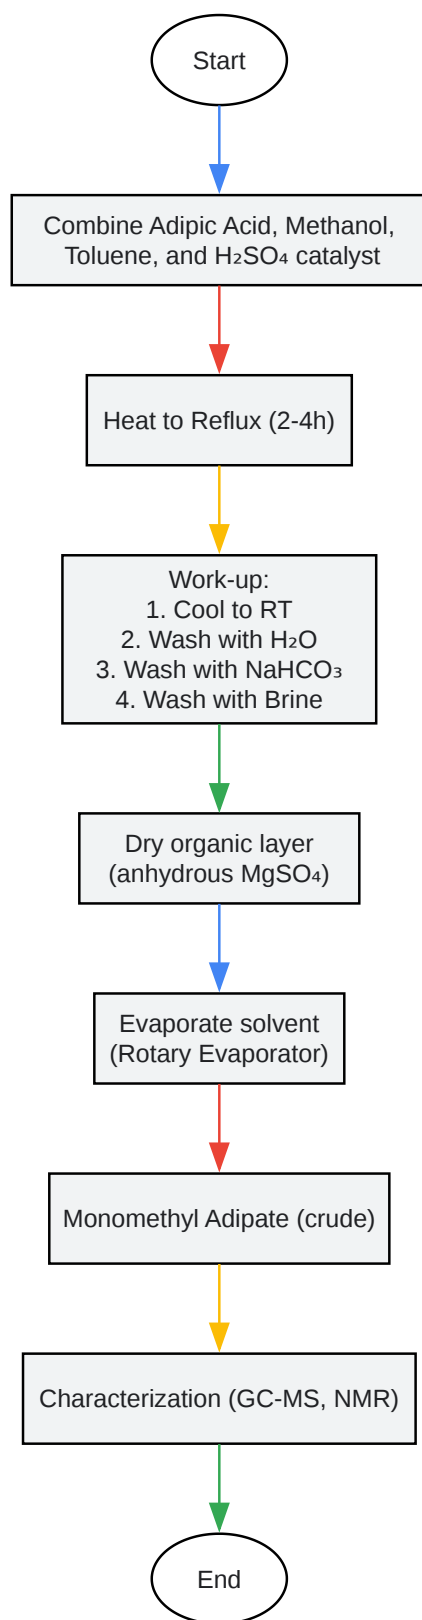 Start
Combine Adipic Acid, Methanol,
Toluene, and H₂SO₄ catalyst
Heat to Reflux (2-4h)
Work-up:
1. Cool to RT
2. Wash with H₂O
3. Wash with NaHCO₃
4. Wash with Brine
Dry organic layer
(anhydrous MgSO₄)
Evaporate solvent
(Rotary Evaporator)
Monomethyl Adipate (crude)
Characterization (GC-MS, NMR)
End